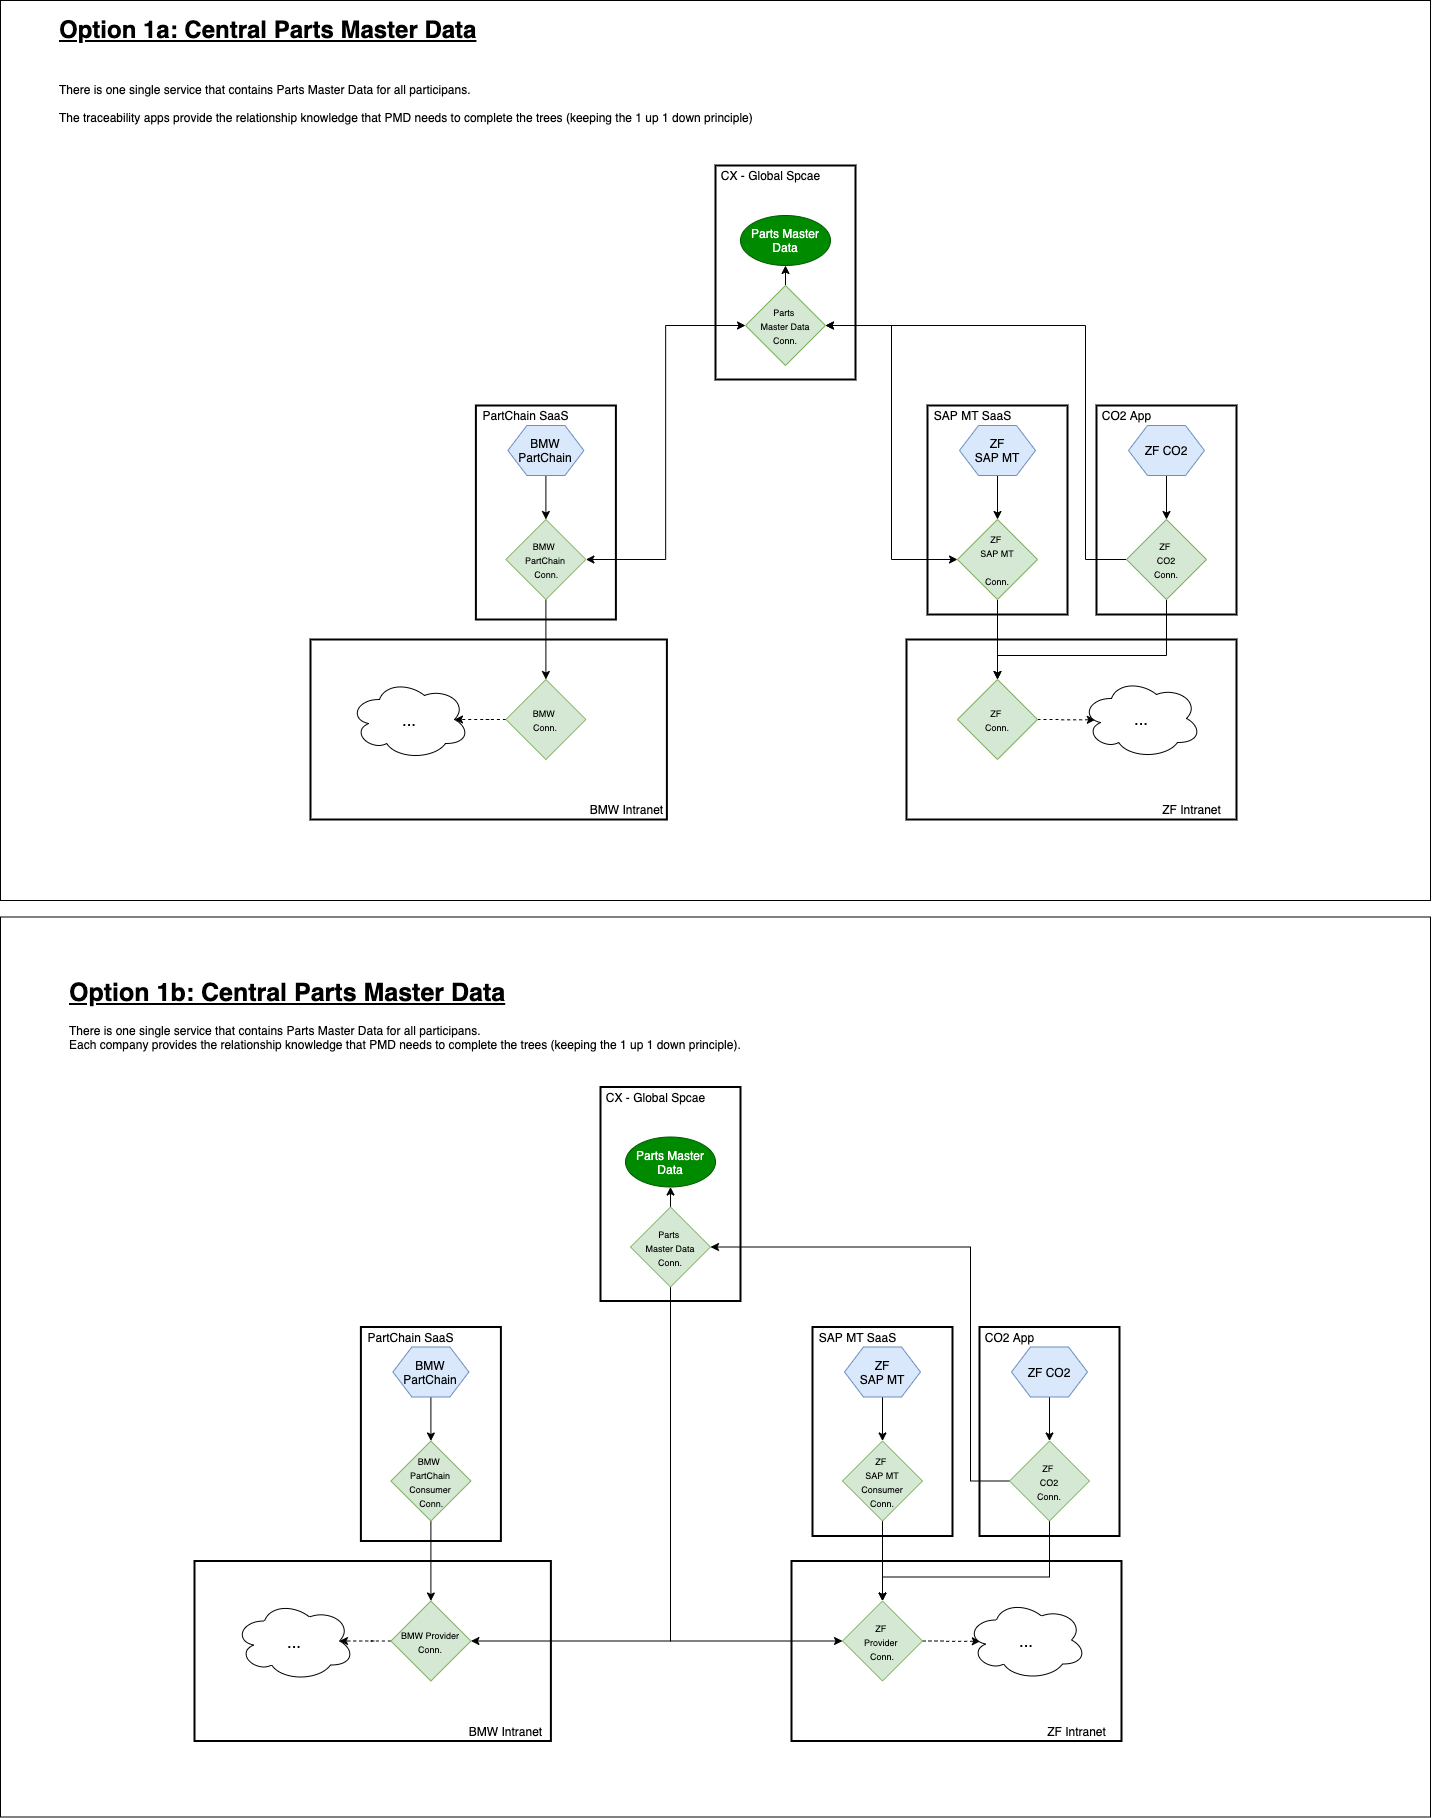 Option 1a: Central Parts Master Data
There is one single service that contains Parts Master Data for all participans.
The traceability apps provide the relationship knowledge that PMD needs to complete the trees (keeping the 1 up 1 down principle)
CX - Global Spcae
Parts Master
Data
Parts
Master Data
Conn.
PartChain SaaS
BMW
PartChain
BMW
PartChain
Conn.
SAP MT SaaS
ZF
SAP MT
ZF
SAP MT
Conn.
CO2 App
ZF CO2
ZF
CO2
Conn.
...
BMW
Conn.
BMW Intranet
ZF
Conn.
...
ZF Intranet
Option 1b: Central Parts Master Data
There is one single service that contains Parts Master Data for all participans.
Each company provides the relationship knowledge that PMD needs to complete the trees (keeping the 1 up 1 down principle).
CX - Global Spcae
Parts Master
Data
Parts
Master Data
Conn.
PartChain SaaS
BMW
PartChain
BMW
PartChain
Consumer
Conn.
SAP MT SaaS
ZF
SAP MT
ZF
SAP MT
Consumer
Conn.
CO2 App
ZF CO2
ZF
CO2
Conn.
...
BMW Provider
Conn.
BMW Intranet
ZF
Provider
Conn.
...
ZF Intranet